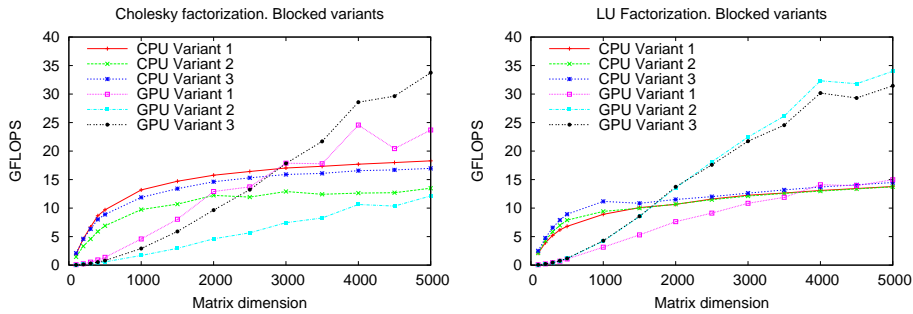 Cholesky factorization. Blocked variants
40
35
30
25
20
15
10
5
0
GFLOPS
CPU Variant 1
CPU Variant 2
CPU Variant 3
GPU Variant 1
GPU Variant 2
GPU Variant 3
0 1000 2000 3000 4000 5000
Matrix dimension
LU Factorization. Blocked variants
40
35
30
25
20
15
10
5
0
GFLOPS
CPU Variant 1
CPU Variant 2
CPU Variant 3
GPU Variant 1
GPU Variant 2
GPU Variant 3
0 1000 2000 3000 4000 5000
Matrix dimension